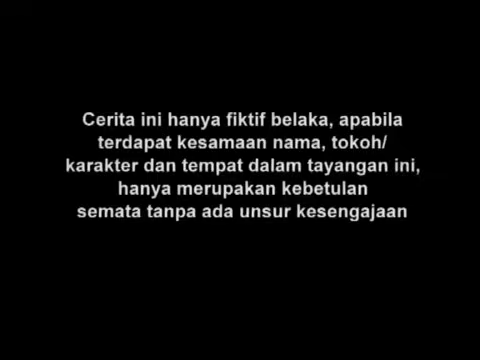 Cerita ini hanya fiktif belaka, apabila
terdapat kesamaan nama, tokoh/
karakter dan tempat dalam tayangan ini,
hanya merupakan kebetulan
semata tanpa ada unsur kesengajaan